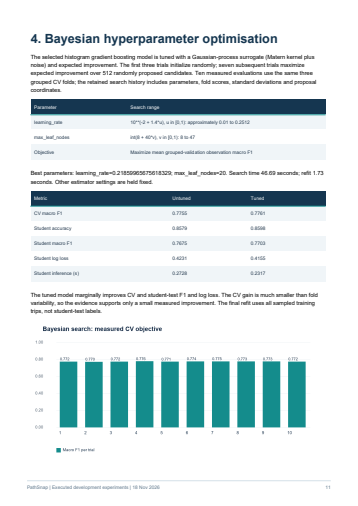 4. Bayesian hyperparameter optimisation
The selected histogram gradient boosting model is tuned with a Gaussian-process surrogate (Matern kernel plus
noise) and expected improvement. The first three trials initialize randomly; seven subsequent trials maximize
expected improvement over 512 randomly proposed candidates. Ten measured evaluations use the same three
grouped CV folds; the retained search history includes parameters, fold scores, standard deviations and proposal
coordinates.
Parameter Search range
learning_rate 10**(-2 + 1.4*u), u in [0,1]: approximately 0.01 to 0.2512
max_leaf_nodes int(8 + 40*v), v in [0,1]: 8 to 47
Objective Maximize mean grouped-validation observation macro F1
Best parameters: max_leaf_nodes=20. Search time 46.69 seconds; refit 1.73
seconds. Other estimator settings are held fixed.
Metric Untuned Tuned
CV macro F1 0.7755 0.7781
Student accuracy 0.8579 0.8598
Student macro F1 0.7675 0.7703
Student log loss 0.4231 0.4155
Student inference (s) 0.2728 0.2317
The tuned model marginally improves CV and student-test F1 and log loss. The CV gain is much smaller than fold
variability, so the evidence supports only a small measured improvement. The final refit uses all sampled training
trips, not student-test labels.
Bayesian search: measured CV objective
1.00
0.80
0.60
0.40
0.20
0.00
1 2 3 4 5 6 7 8 9 10
Macro F1 per trial
PathSnap | Executed development experiments | 18 Nov 2026 11